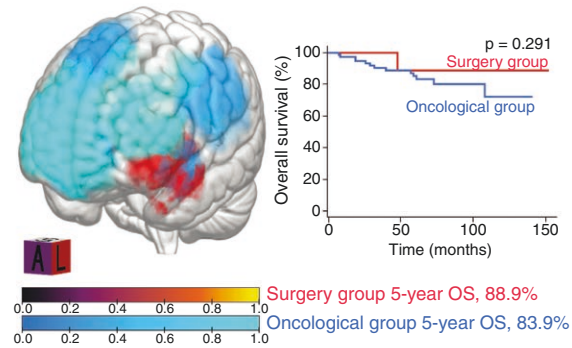 p = 0.291
Surgery group
Oncological group
Overall survival (%)
100
80
60
40
20
0
0 50 100 150
Time (months)
A L
0.0 0.2 0.4 0.6 0.8 1.0
Surgery group 5-year OS, 88.9%
0.0 0.2 0.4 0.6 0.8 1.0
Oncological group 5-year OS, 83.9%